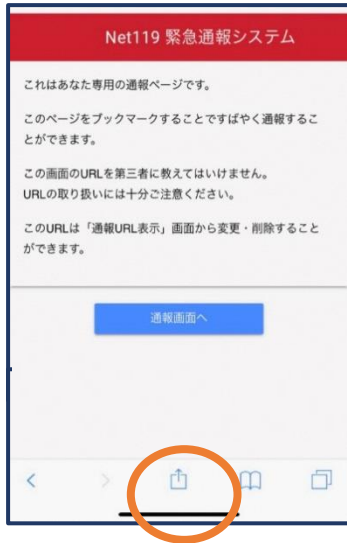 Net119 緊急通報システム
これはあなた専用の通報ページです。
このページをブックマークすることですばやく通報するこ
とができます。
この画面のURLを第三者に教えてはいけません。
URLの取り扱いには十分ご注意ください。
このURLは「通報URL表示」画面から変更・削除すること
ができます。
通報画面へ